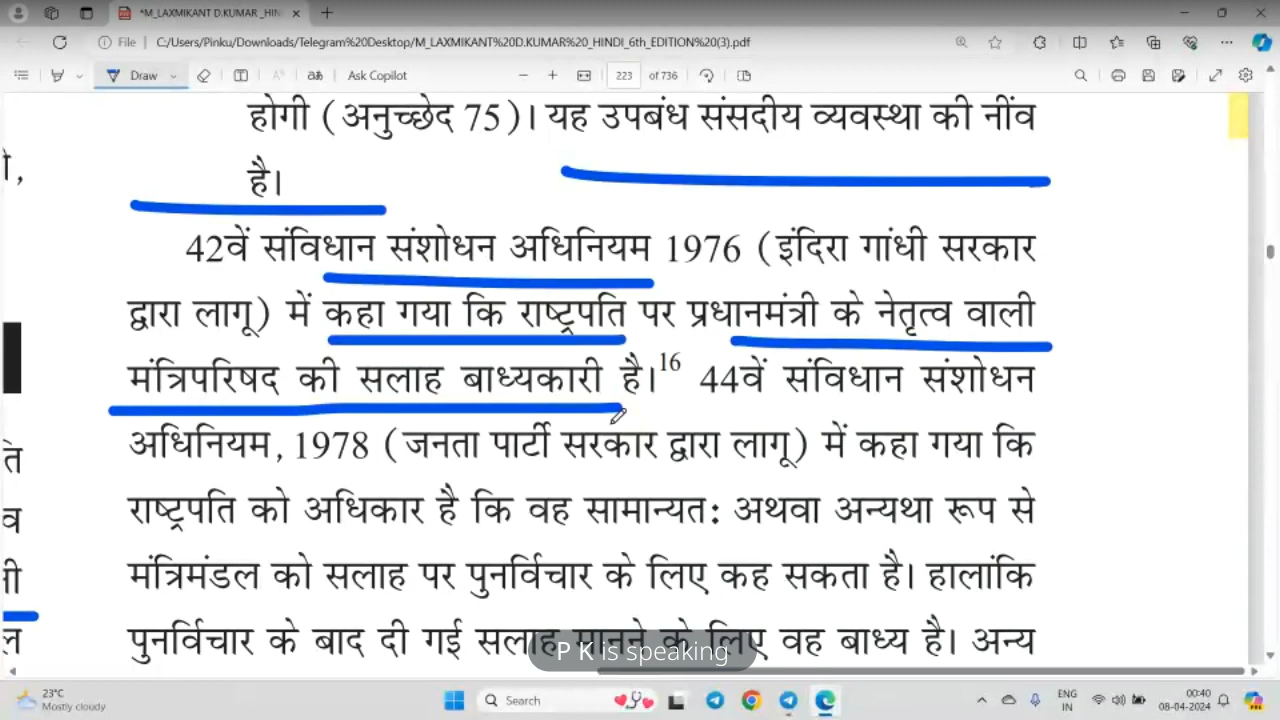 *M_LAXMIKANT D.KUMAR _HIN
File
C:/Users/Pinku/Downloads/Telegram%20Desktop/M_LAXMIKANT%20D.KUMAR%20_HINDI_6th_EDITION%20(3).pdf
Draw
Ask Copilot
223 of 736
होगी (अनुच्छेद 75)। यह उपबंध संसदीय व्यवस्था की नींव
है।
42वें संविधान संशोधन अधिनियम 1976 (इंदिरा गांधी सरकार
द्वारा लागू) में कहा गया कि राष्ट्रपति पर प्रधानमंत्री के नेतृत्व वाली
मंत्रिपरिषद की सलाह बाध्यकारी है।16 44वें संविधान संशोधन
अधिनियम, 1978 (जनता पार्टी सरकार द्वारा लागू) में कहा गया कि
राष्ट्रपति को अधिकार है कि वह सामान्यतः अथवा अन्यथा रूप से
मंत्रिमंडल को सलाह पर पुनर्विचार के लिए कह सकता है। हालांकि
पुनर्विचार के बाद दी गई सलाह मानने के लिए वह बाध्य है। अन्य
P K is speaking
23°C
Mostly cloudy
Search
ENG
IN
00:40
08-04-2024